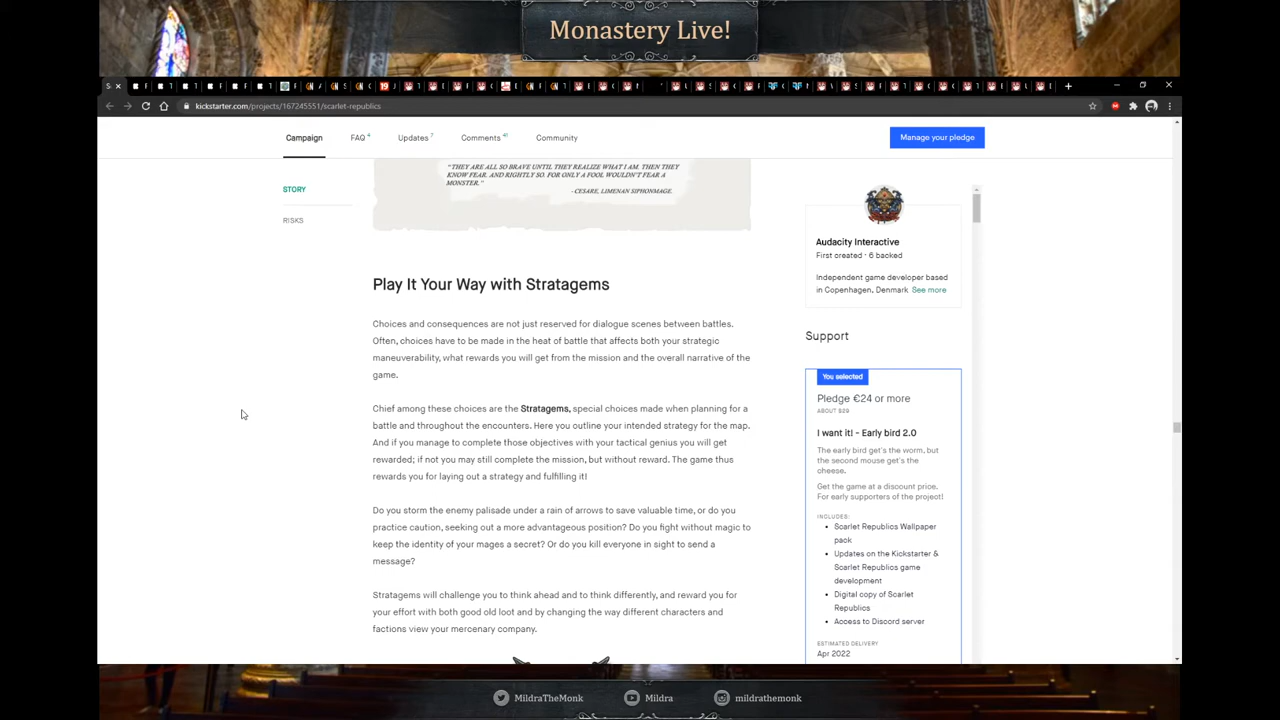 Monastery Live!
kickstarter.com/projects/167245551/scarlet-republics
Campaign
FAQ 4
Updates 7
Comments 41
Community
Manage your pledge
STORY
RISKS
"THEY ARE ALL SO BRAVE UNTIL THEY REALIZE WHAT I AM. THEN THEY
KNOW FEAR. AND RIGHTLY SO. FOR ONLY A FOOL WOULDN'T FEAR A
MONSTER."
- CESARE, LIMENAN SIPHONMAGE.
Play It Your Way with Stratagems
Choices and consequences are not just reserved for dialogue scenes between battles.
Often, choices have to be made in the heat of battle that affects both your strategic
maneuverability, what rewards you will get from the mission and the overall narrative of the
game.
Chief among these choices are the Stratagems, special choices made when planning for a
battle and throughout the encounters. Here you outline your intended strategy for the map.
And if you manage to complete those objectives with your tactical genius you will get
rewarded; if not you may still complete the mission, but without reward. The game thus
rewards you for laying out a strategy and fulfilling it!
Do you storm the enemy palisade under a rain of arrows to save valuable time, or do you
practice caution, seeking out a more advantageous position? Do you fight without magic to
keep the identity of your mages a secret? Or do you kill everyone in sight to send a
message?
Stratagems will challenge you to think ahead and to think differently, and reward you for
your effort with both good old loot and by changing the way different characters and
factions view your mercenary company.
Audacity Interactive
First created · 6 backed
Independent game developer based
in Copenhagen, Denmark See more
Support
You selected
Pledge €24 or more
ABOUT $29
I want it! - Early bird 2.0
The early bird get's the worm, but
the second mouse get's the
cheese.
Get the game at a discount price.
For early supporters of the project!
INCLUDES:
Scarlet Republics Wallpaper
pack
Updates on the Kickstarter &
Scarlet Republics game
development
Digital copy of Scarlet
Republics
Access to Discord server
ESTIMATED DELIVERY
Apr 2022
MildraTheMonk
Mildra
mildrathemonk